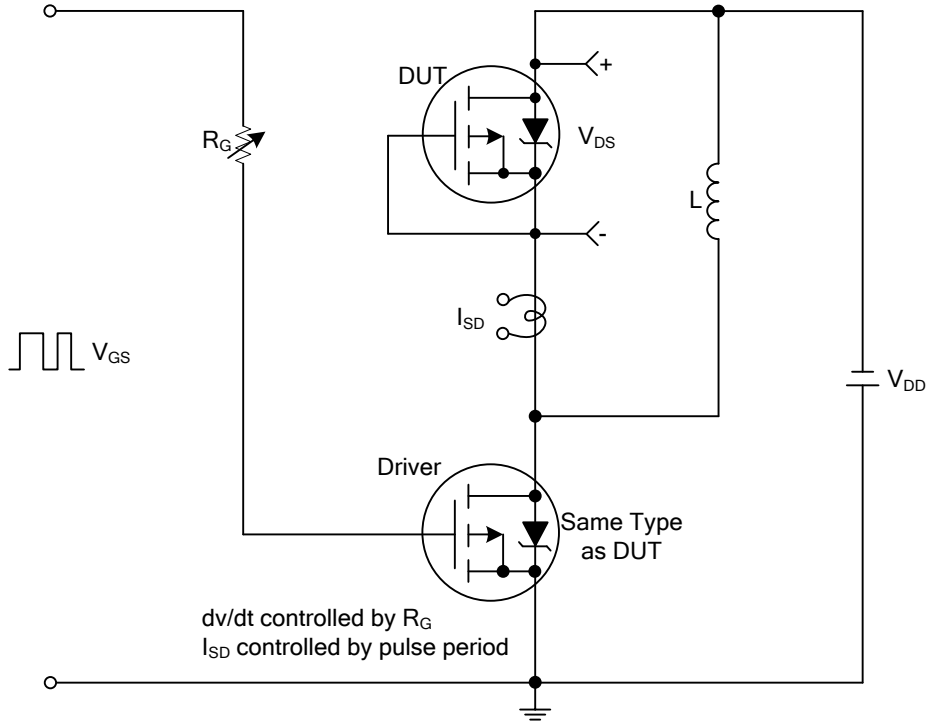 DUT
+
R_G
V_DS
L
-
I_SD
V_GS
V_DD
Driver
Same Type
as DUT
dv/dt controlled by R_G
I_SD controlled by pulse period